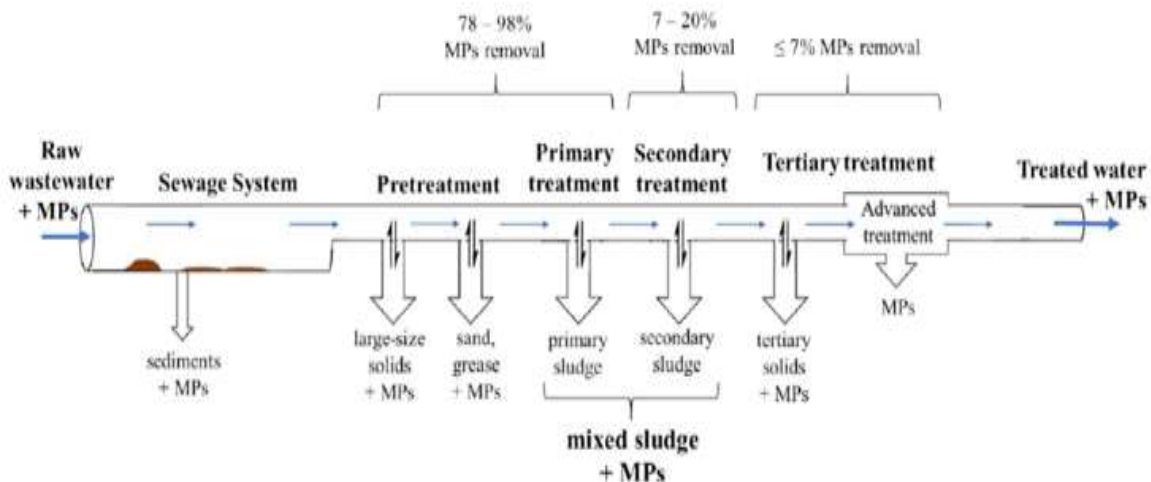 78 – 98%
MPs removal
7 – 20%
MPs removal
≤ 7% MPs removal
Raw
wastewater
+ MPs
Sewage System
Pretreatment
Primary
treatment
Secondary
treatment
Tertiary treatment
Treated water
+ MPs
Advanced
treatment
sediments
+ MPs
large-size
solids
+ MPs
sand,
grease
+ MPs
primary
sludge
secondary
sludge
tertiary
solids
+ MPs
MPs
mixed sludge
+ MPs